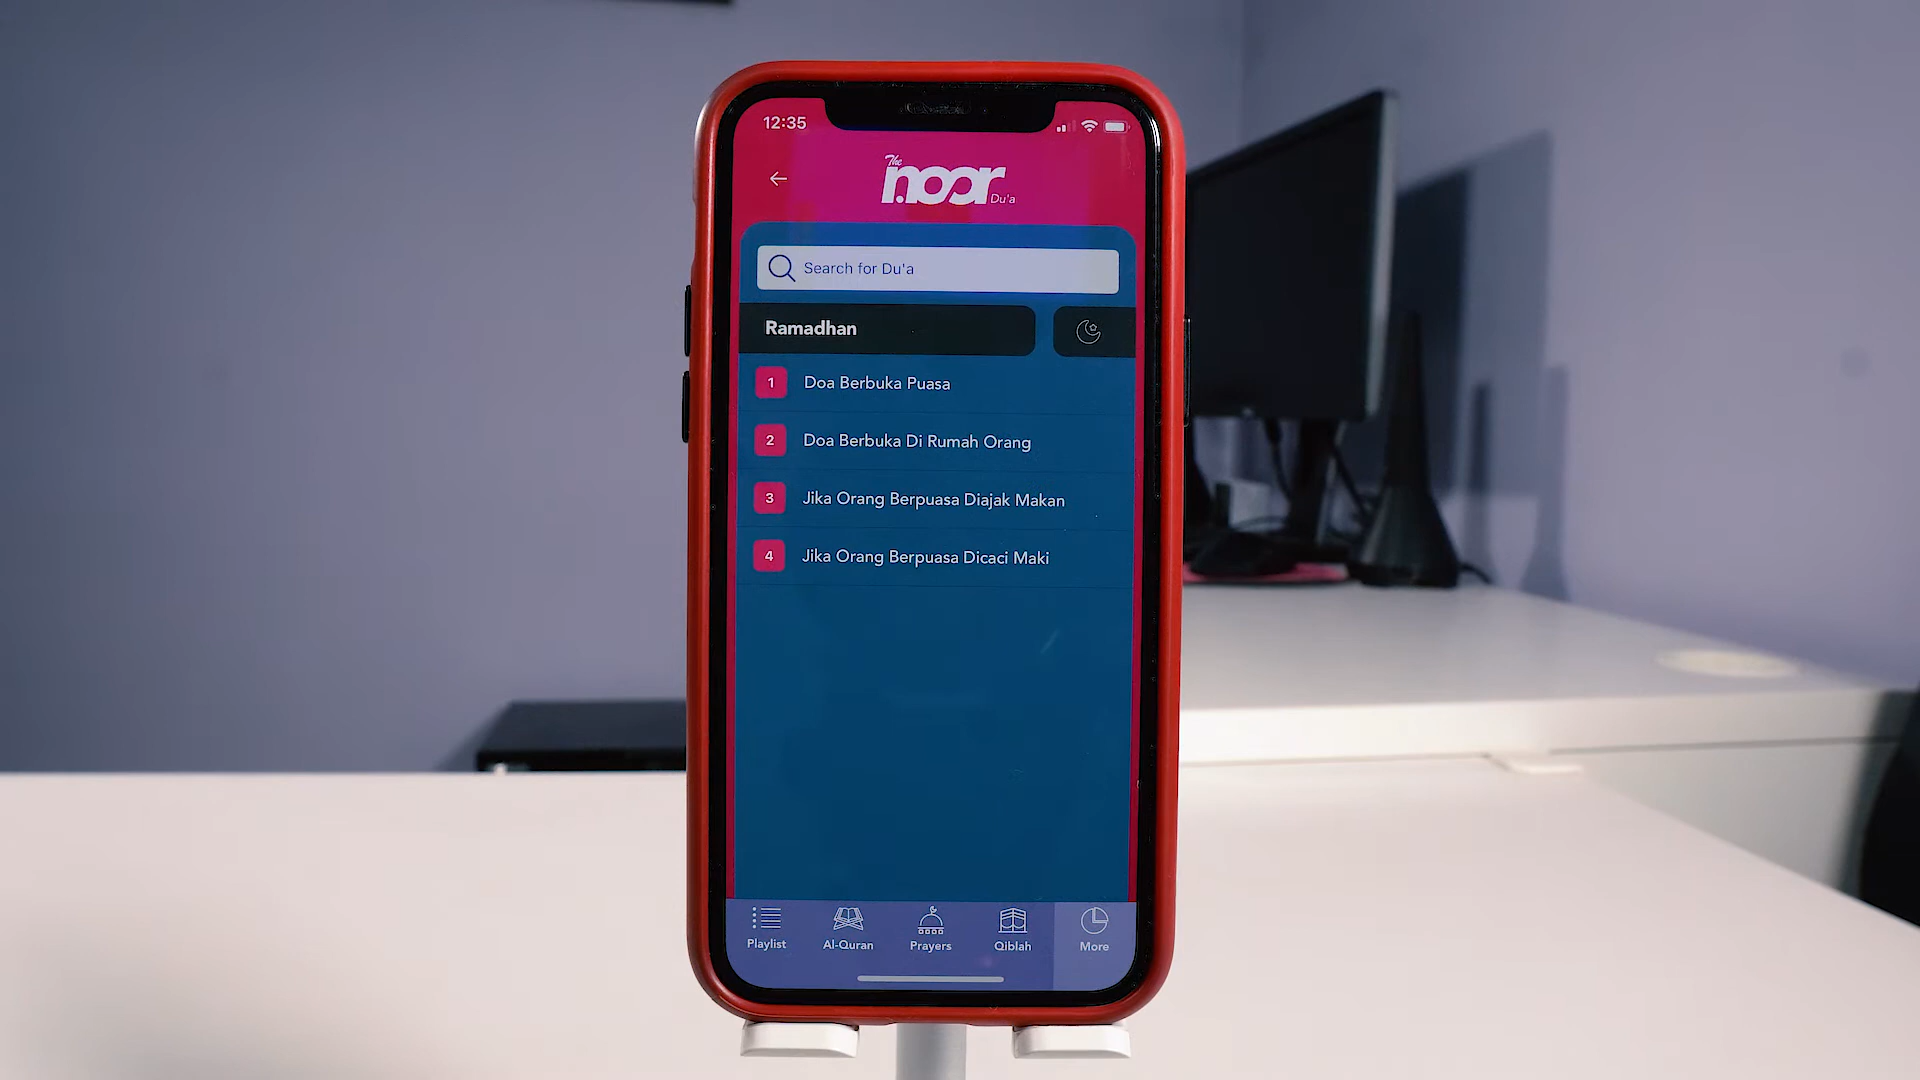 12:35
The noor Du'a
Search for Du'a
Ramadhan
1 Doa Berbuka Puasa
2 Doa Berbuka Di Rumah Orang
3 Jika Orang Berpuasa Diajak Makan
4 Jika Orang Berpuasa Dicaci Maki
Playlist Al-Quran Prayers Qiblah More